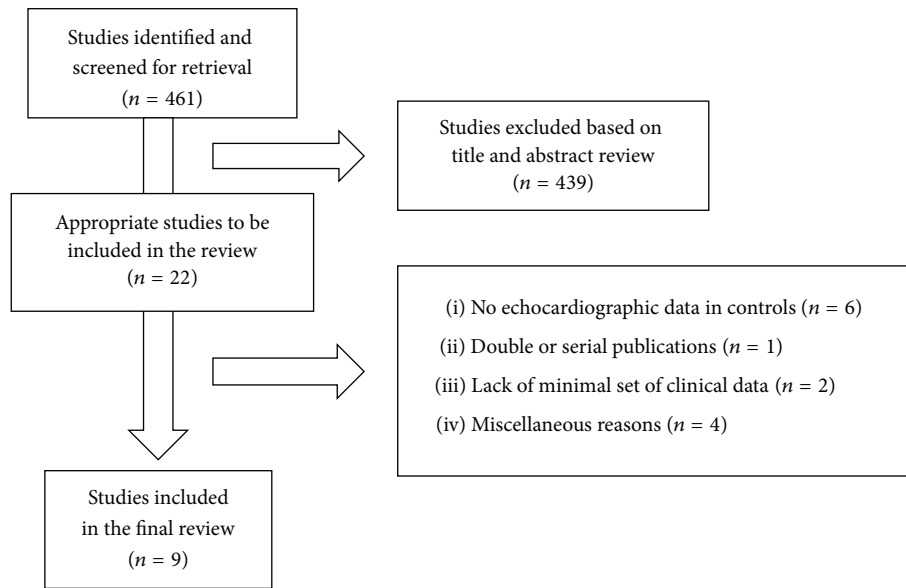 Studies identified and
screened for retrieval
(n = 461)
Studies excluded based on
title and abstract review
(n = 439)
Appropriate studies to be
included in the review
(n = 22)
(i) No echocardiographic data in controls (n = 6)
(ii) Double or serial publications (n = 1)
(iii) Lack of minimal set of clinical data (n = 2)
(iv) Miscellaneous reasons (n = 4)
Studies included
in the final review
(n = 9)